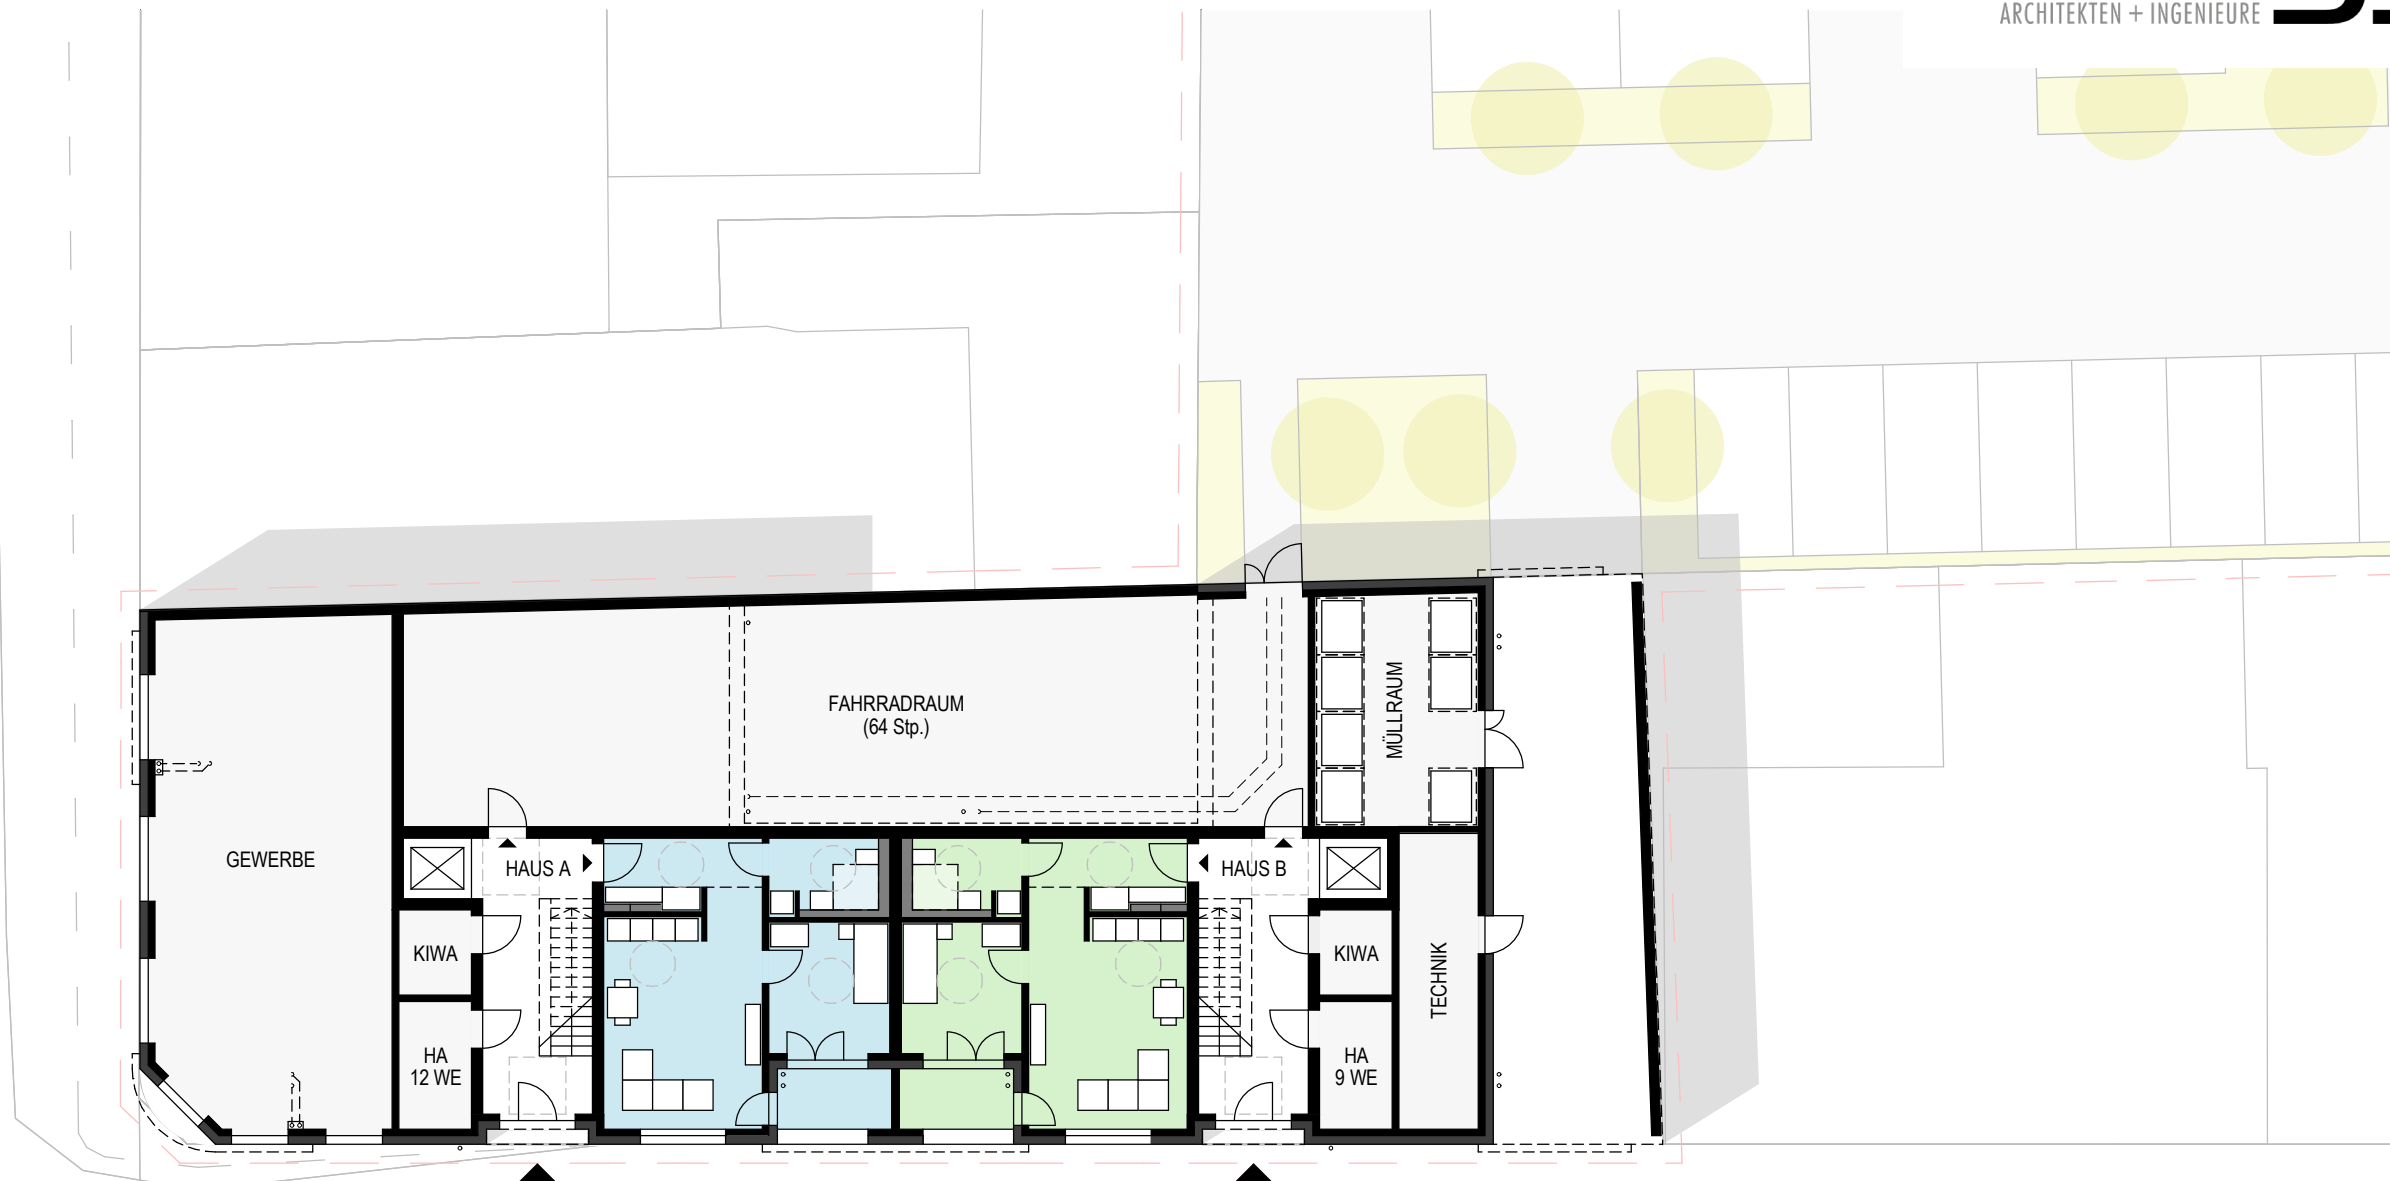 ARCHITEKTEN + INGENIEURE
FAHRRADRAUM
(64 Stp.)
MÜLLRAUM
GEWERBE
HAUS A
HAUS B
KIWA
KIWA
TECHNIK
HA
12 WE
HA
9 WE